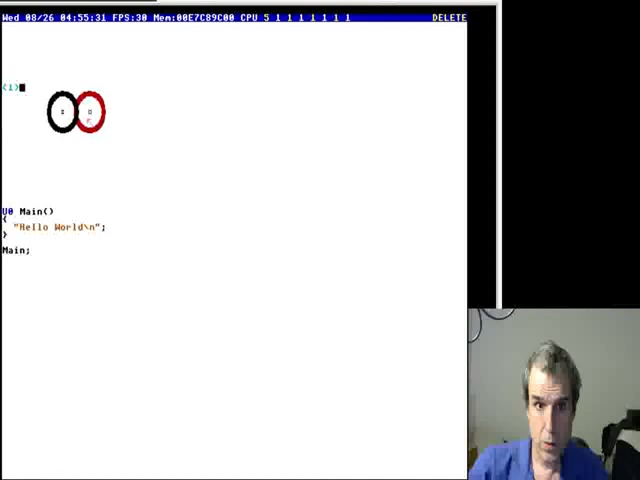 Wed 08/26 04:55:31 FPS:30 Mem:00E7C89C00 CPU 5 1 1 1 1 1 1 1 DELETE
(1)
U0 Main()
{
"Hello World\n";
}
Main;